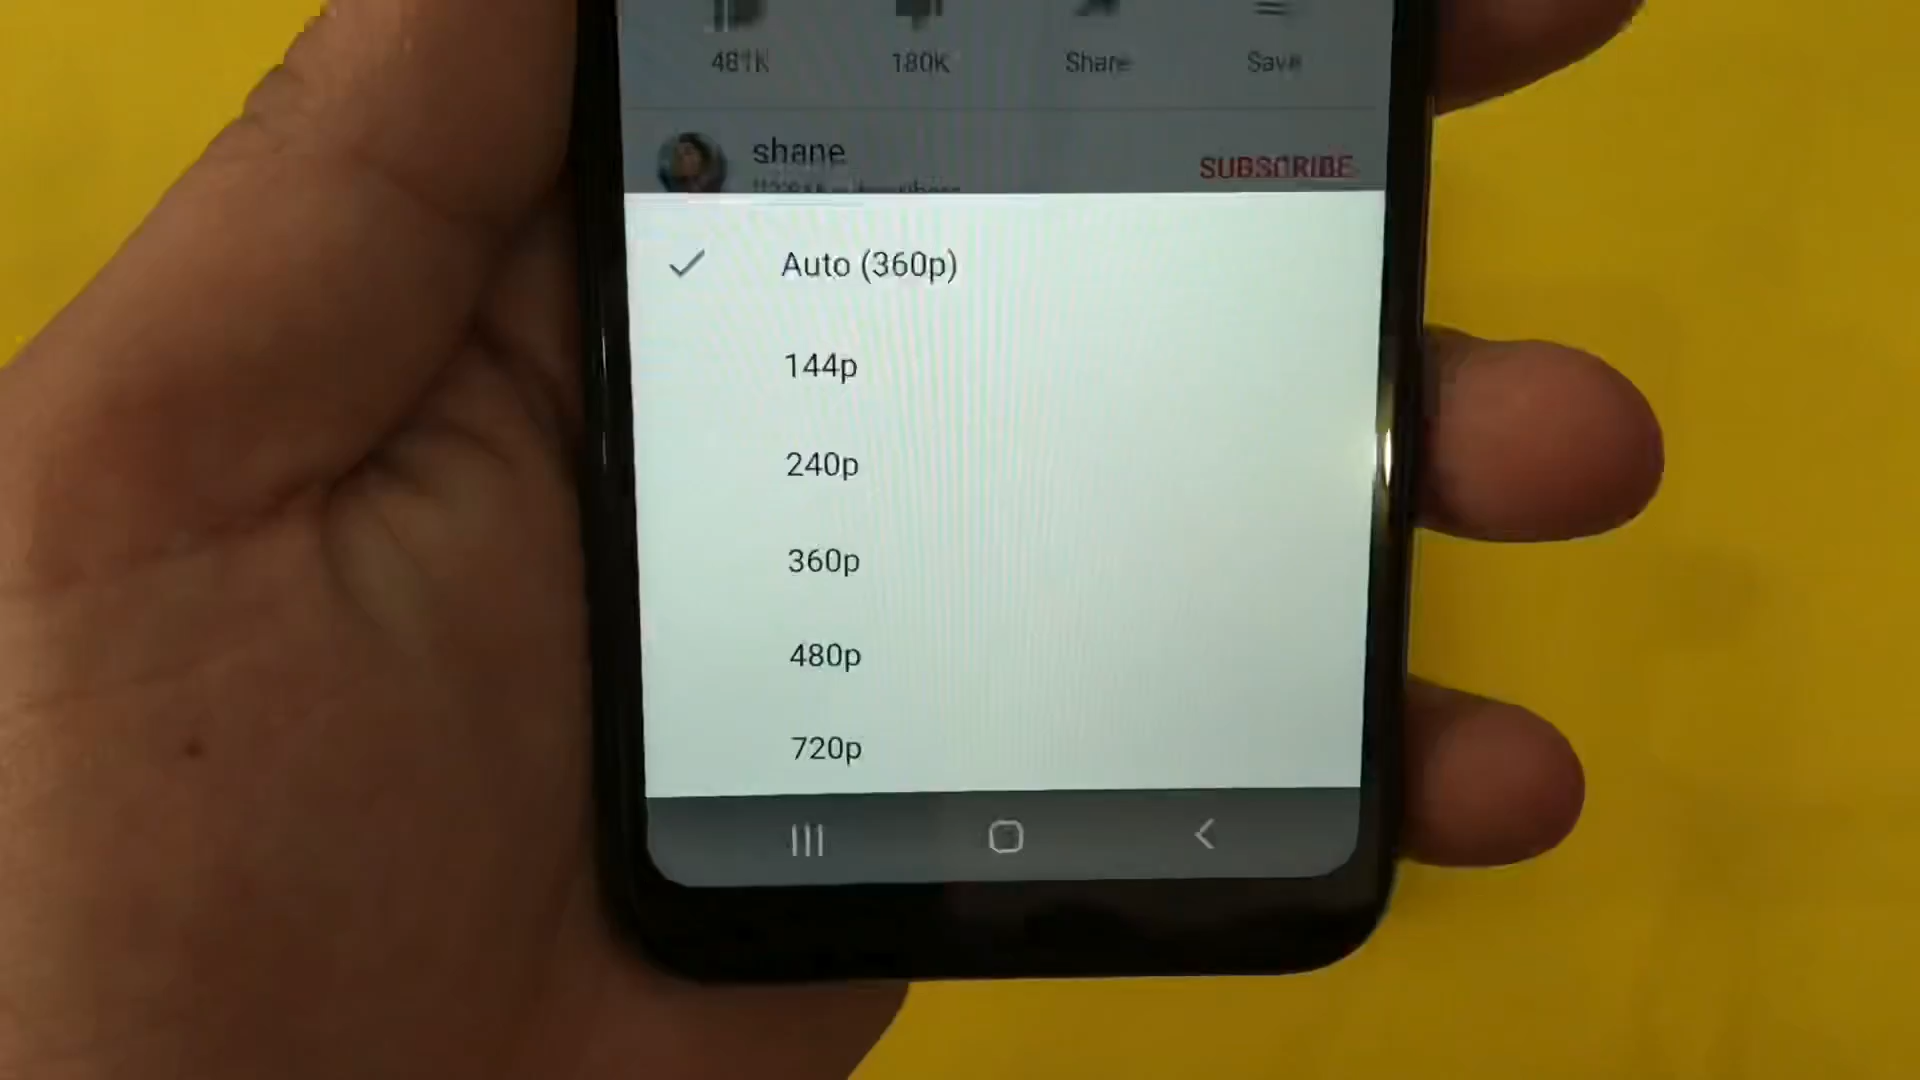 481K 180K Share Save
shane
SUBSCRIBE
Auto (360p)
144p
240p
360p
480p
720p